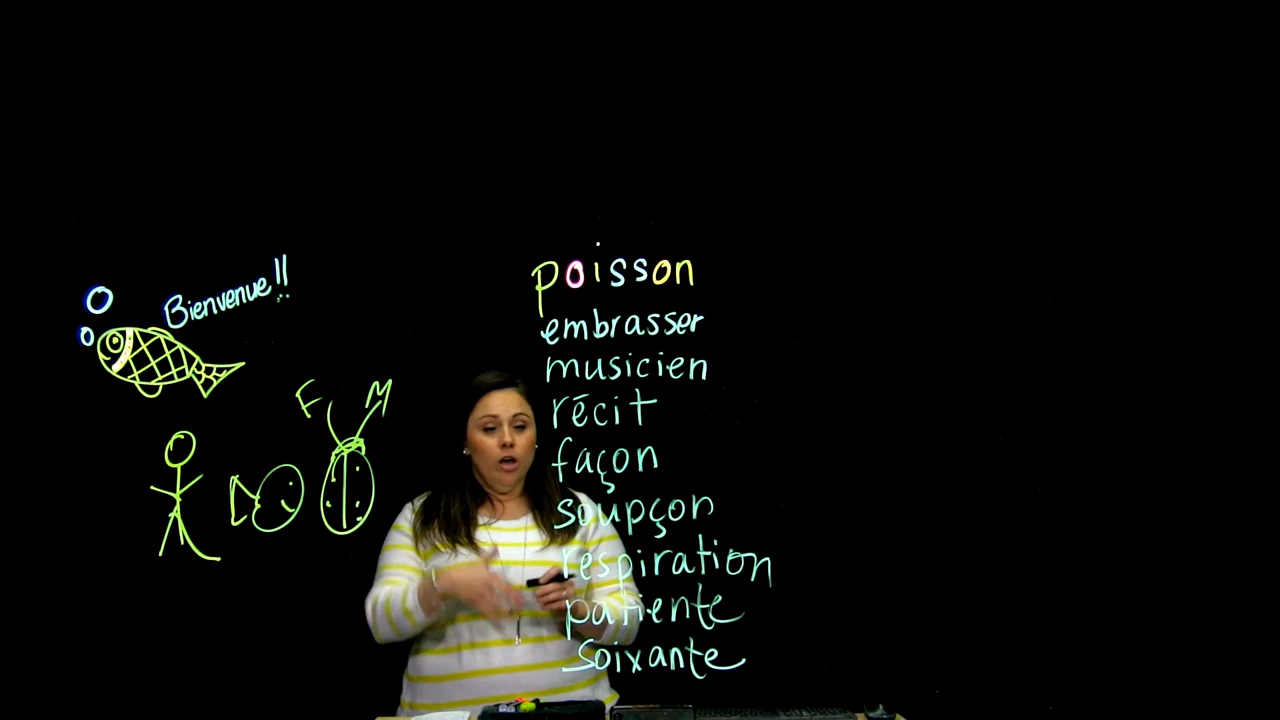 Bienvenue!!
F M
poisson
embrasser
musicien
récit
façon
soupçon
respiration
patiente
soixante